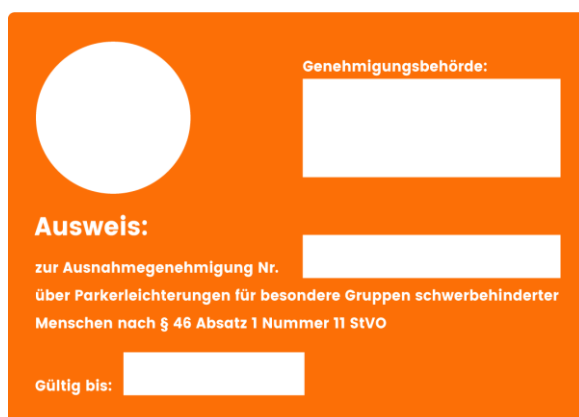 Genehmigungsbehörde:
Ausweis:
zur Ausnahmegenehmigung Nr.
über Parkerleichterungen für besondere Gruppen schwerbehinderter
Menschen nach § 46 Absatz 1 Nummer 11 StVO
Gültig bis: